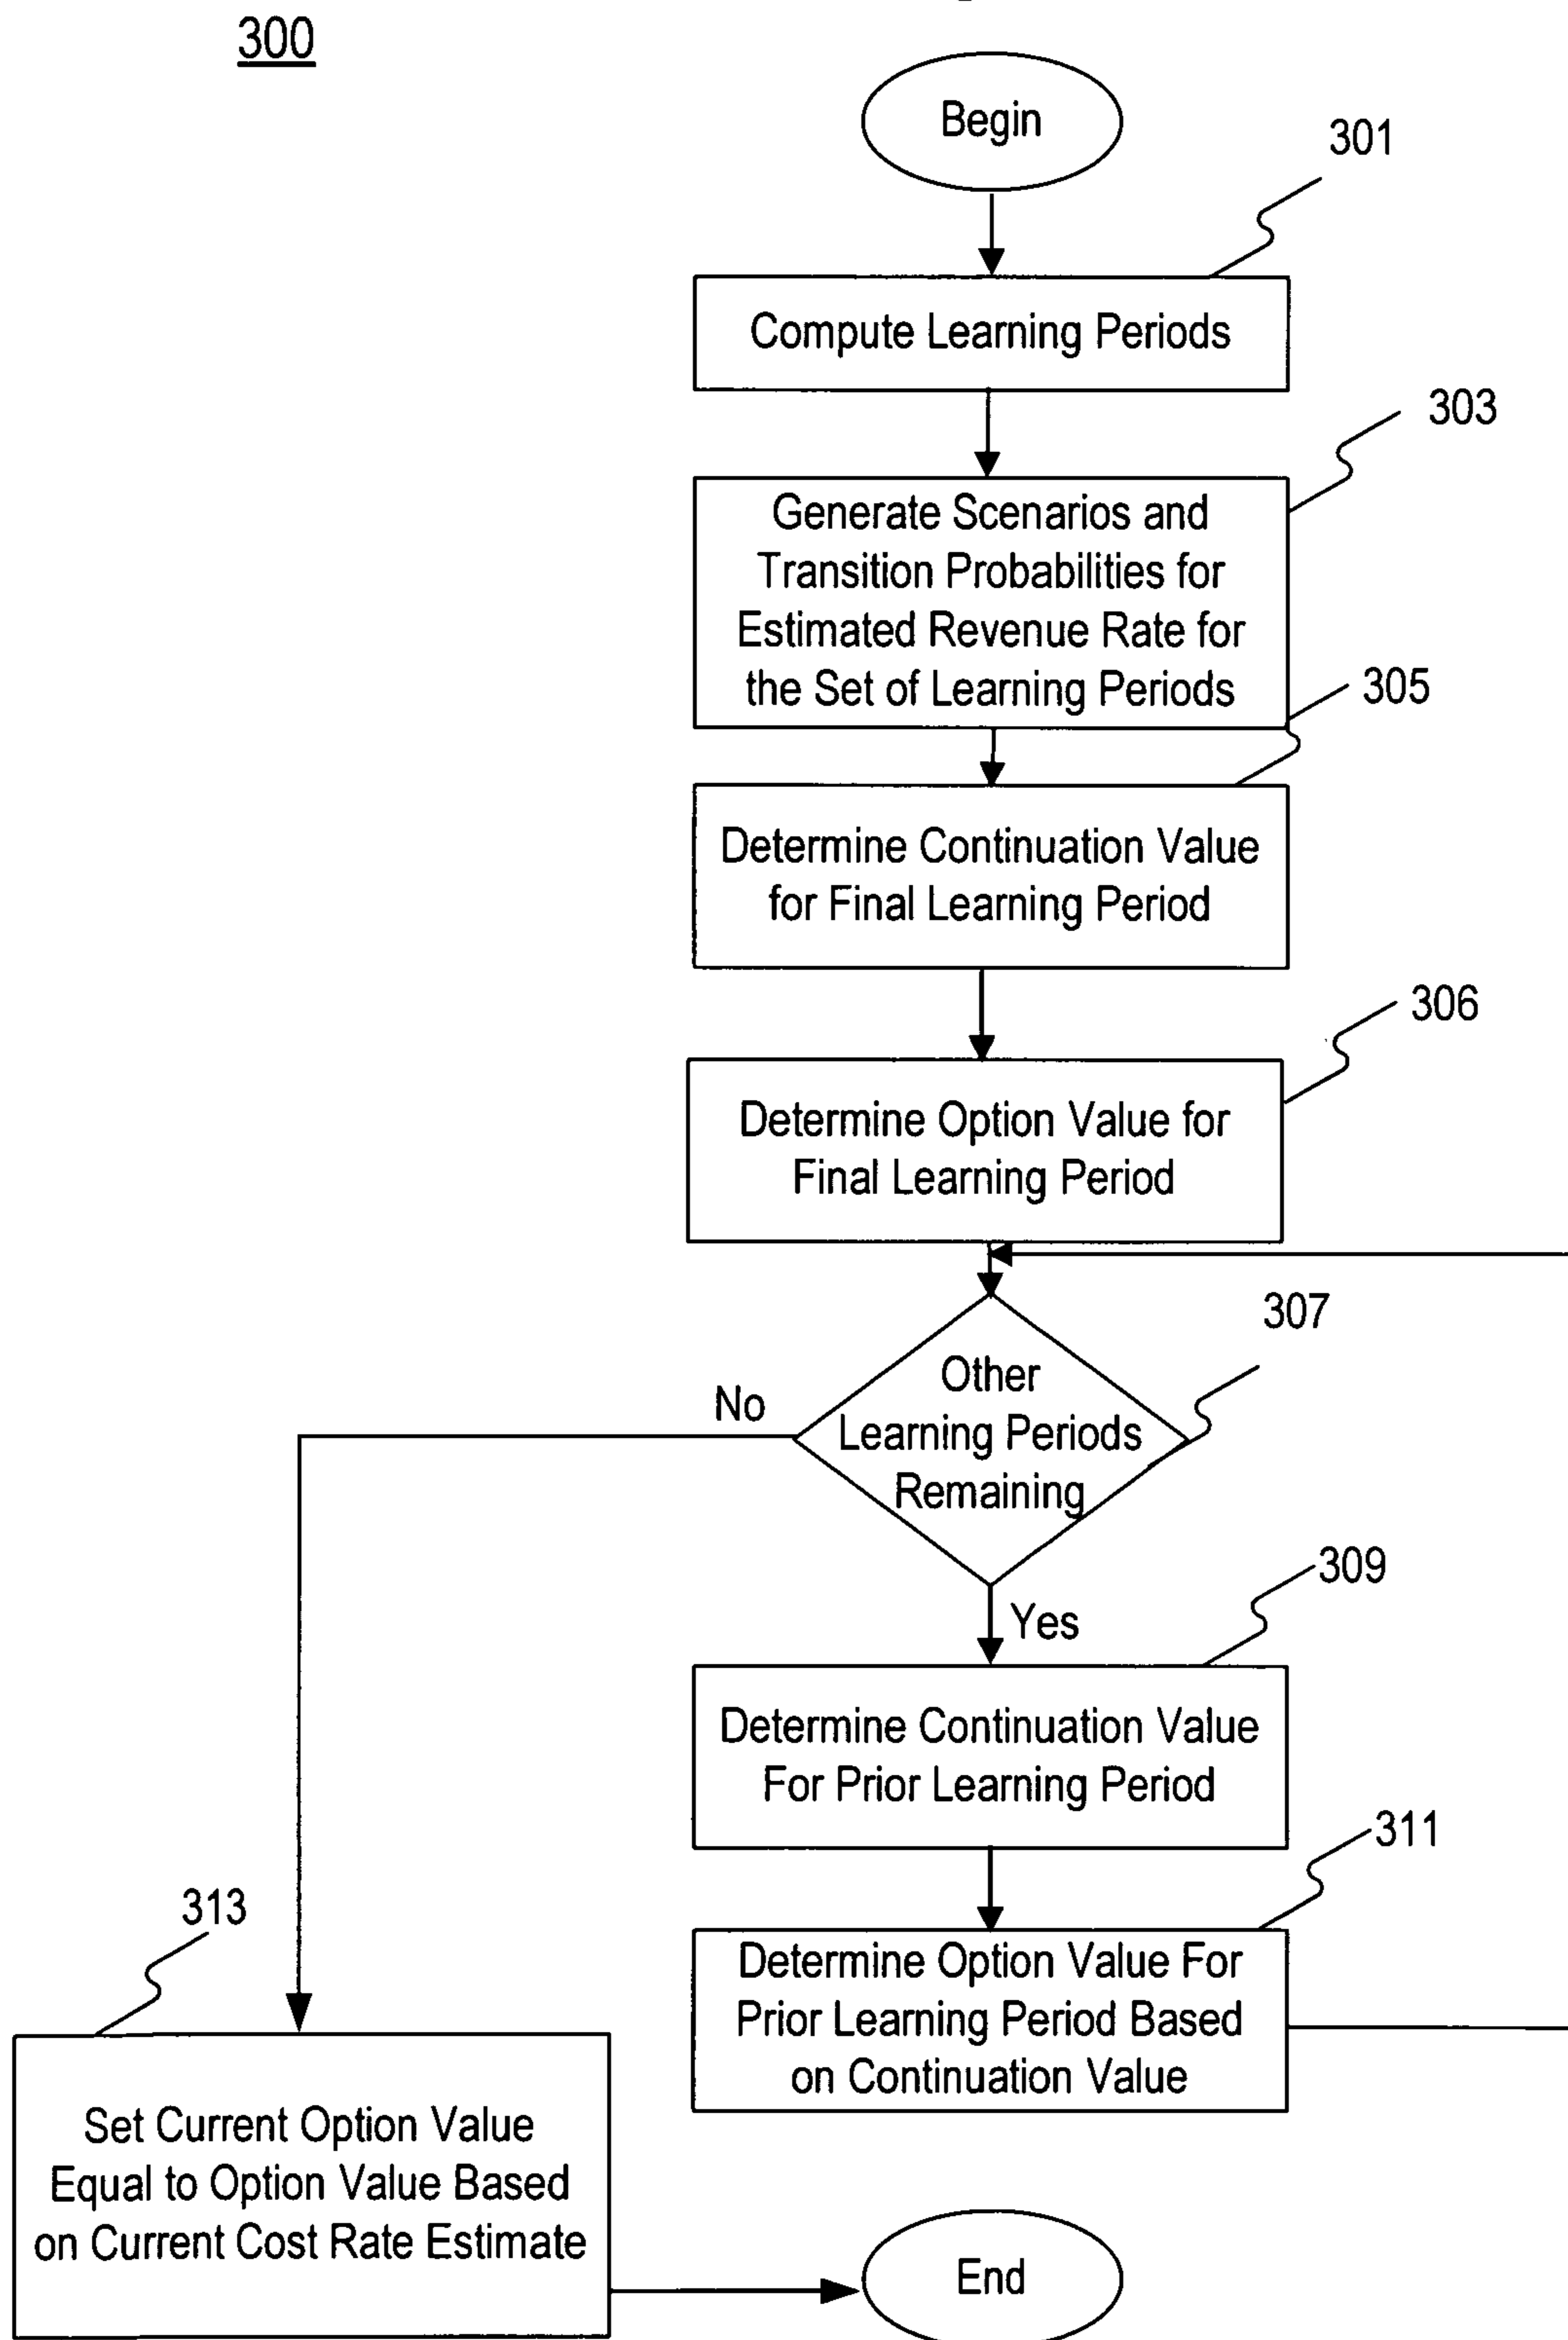 300
Begin
301
Compute Learning Periods
303
Generate Scenarios and
Transition Probabilities for
Estimated Revenue Rate for
the Set of Learning Periods
305
Determine Continuation Value
for Final Learning Period
306
Determine Option Value for
Final Learning Period
307
Other
Learning Periods
Remaining
No
Yes
309
Determine Continuation Value
For Prior Learning Period
311
Determine Option Value For
Prior Learning Period Based
on Continuation Value
313
Set Current Option Value
Equal to Option Value Based
on Current Cost Rate Estimate
End